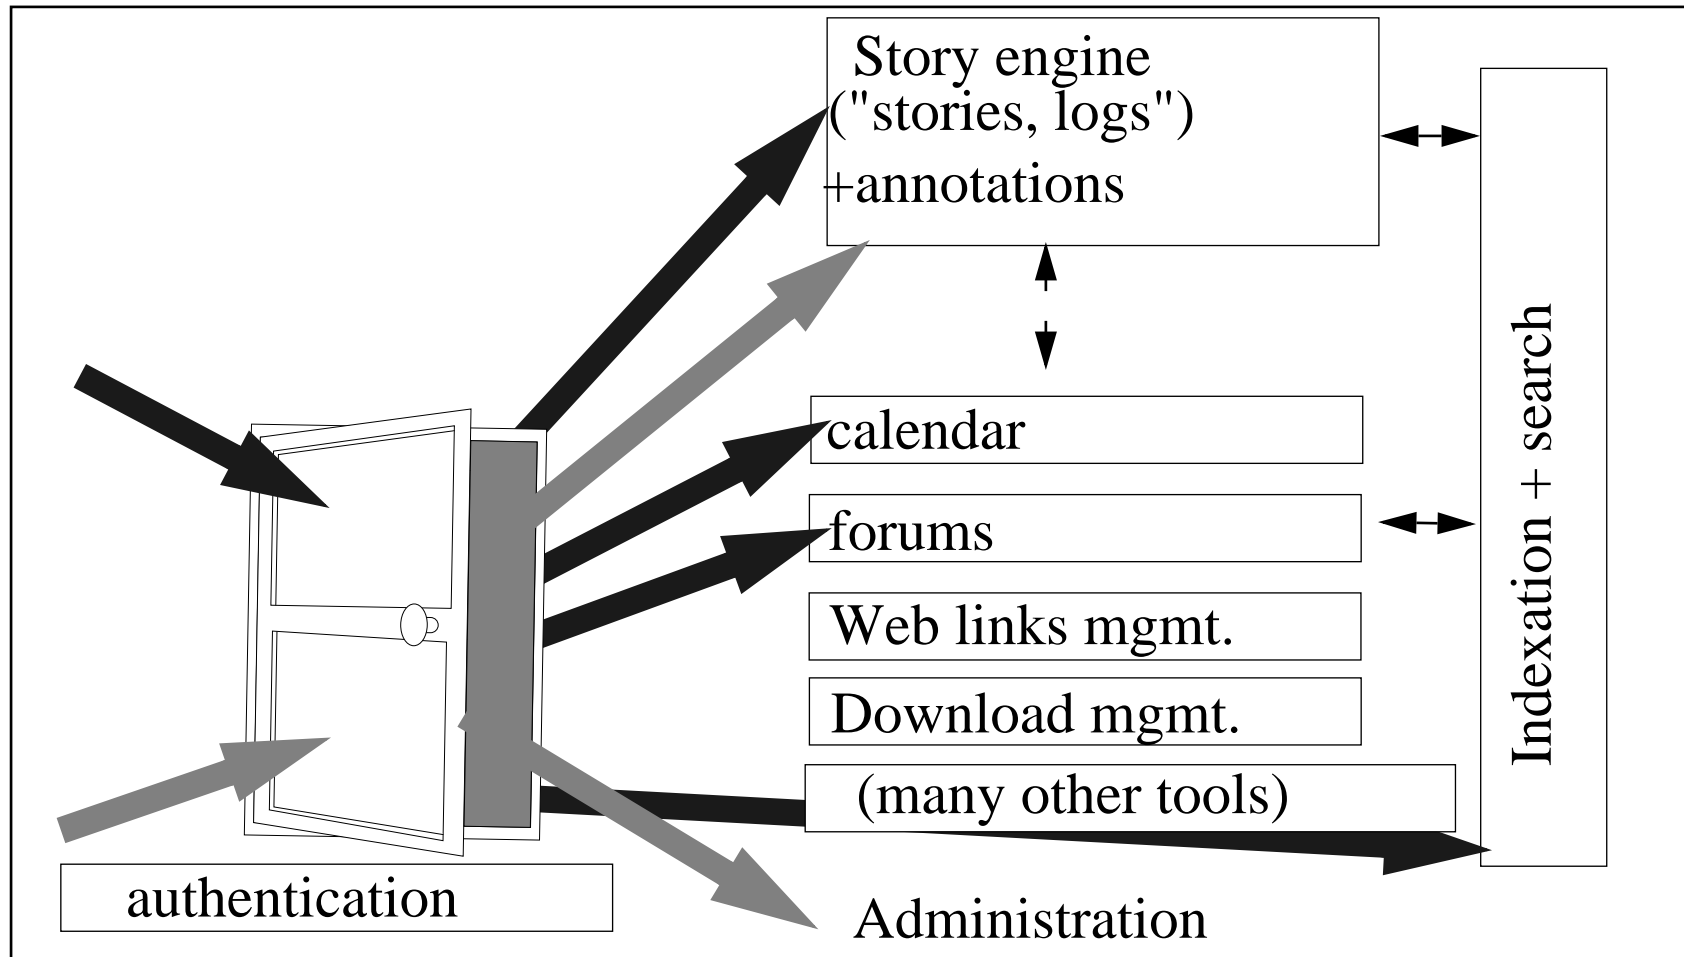 Story engine
("stories, logs")
+annotations
calendar
forums
Web links mgmt.
Download mgmt.
(many other tools)
Administration
authentication
Indexation + search